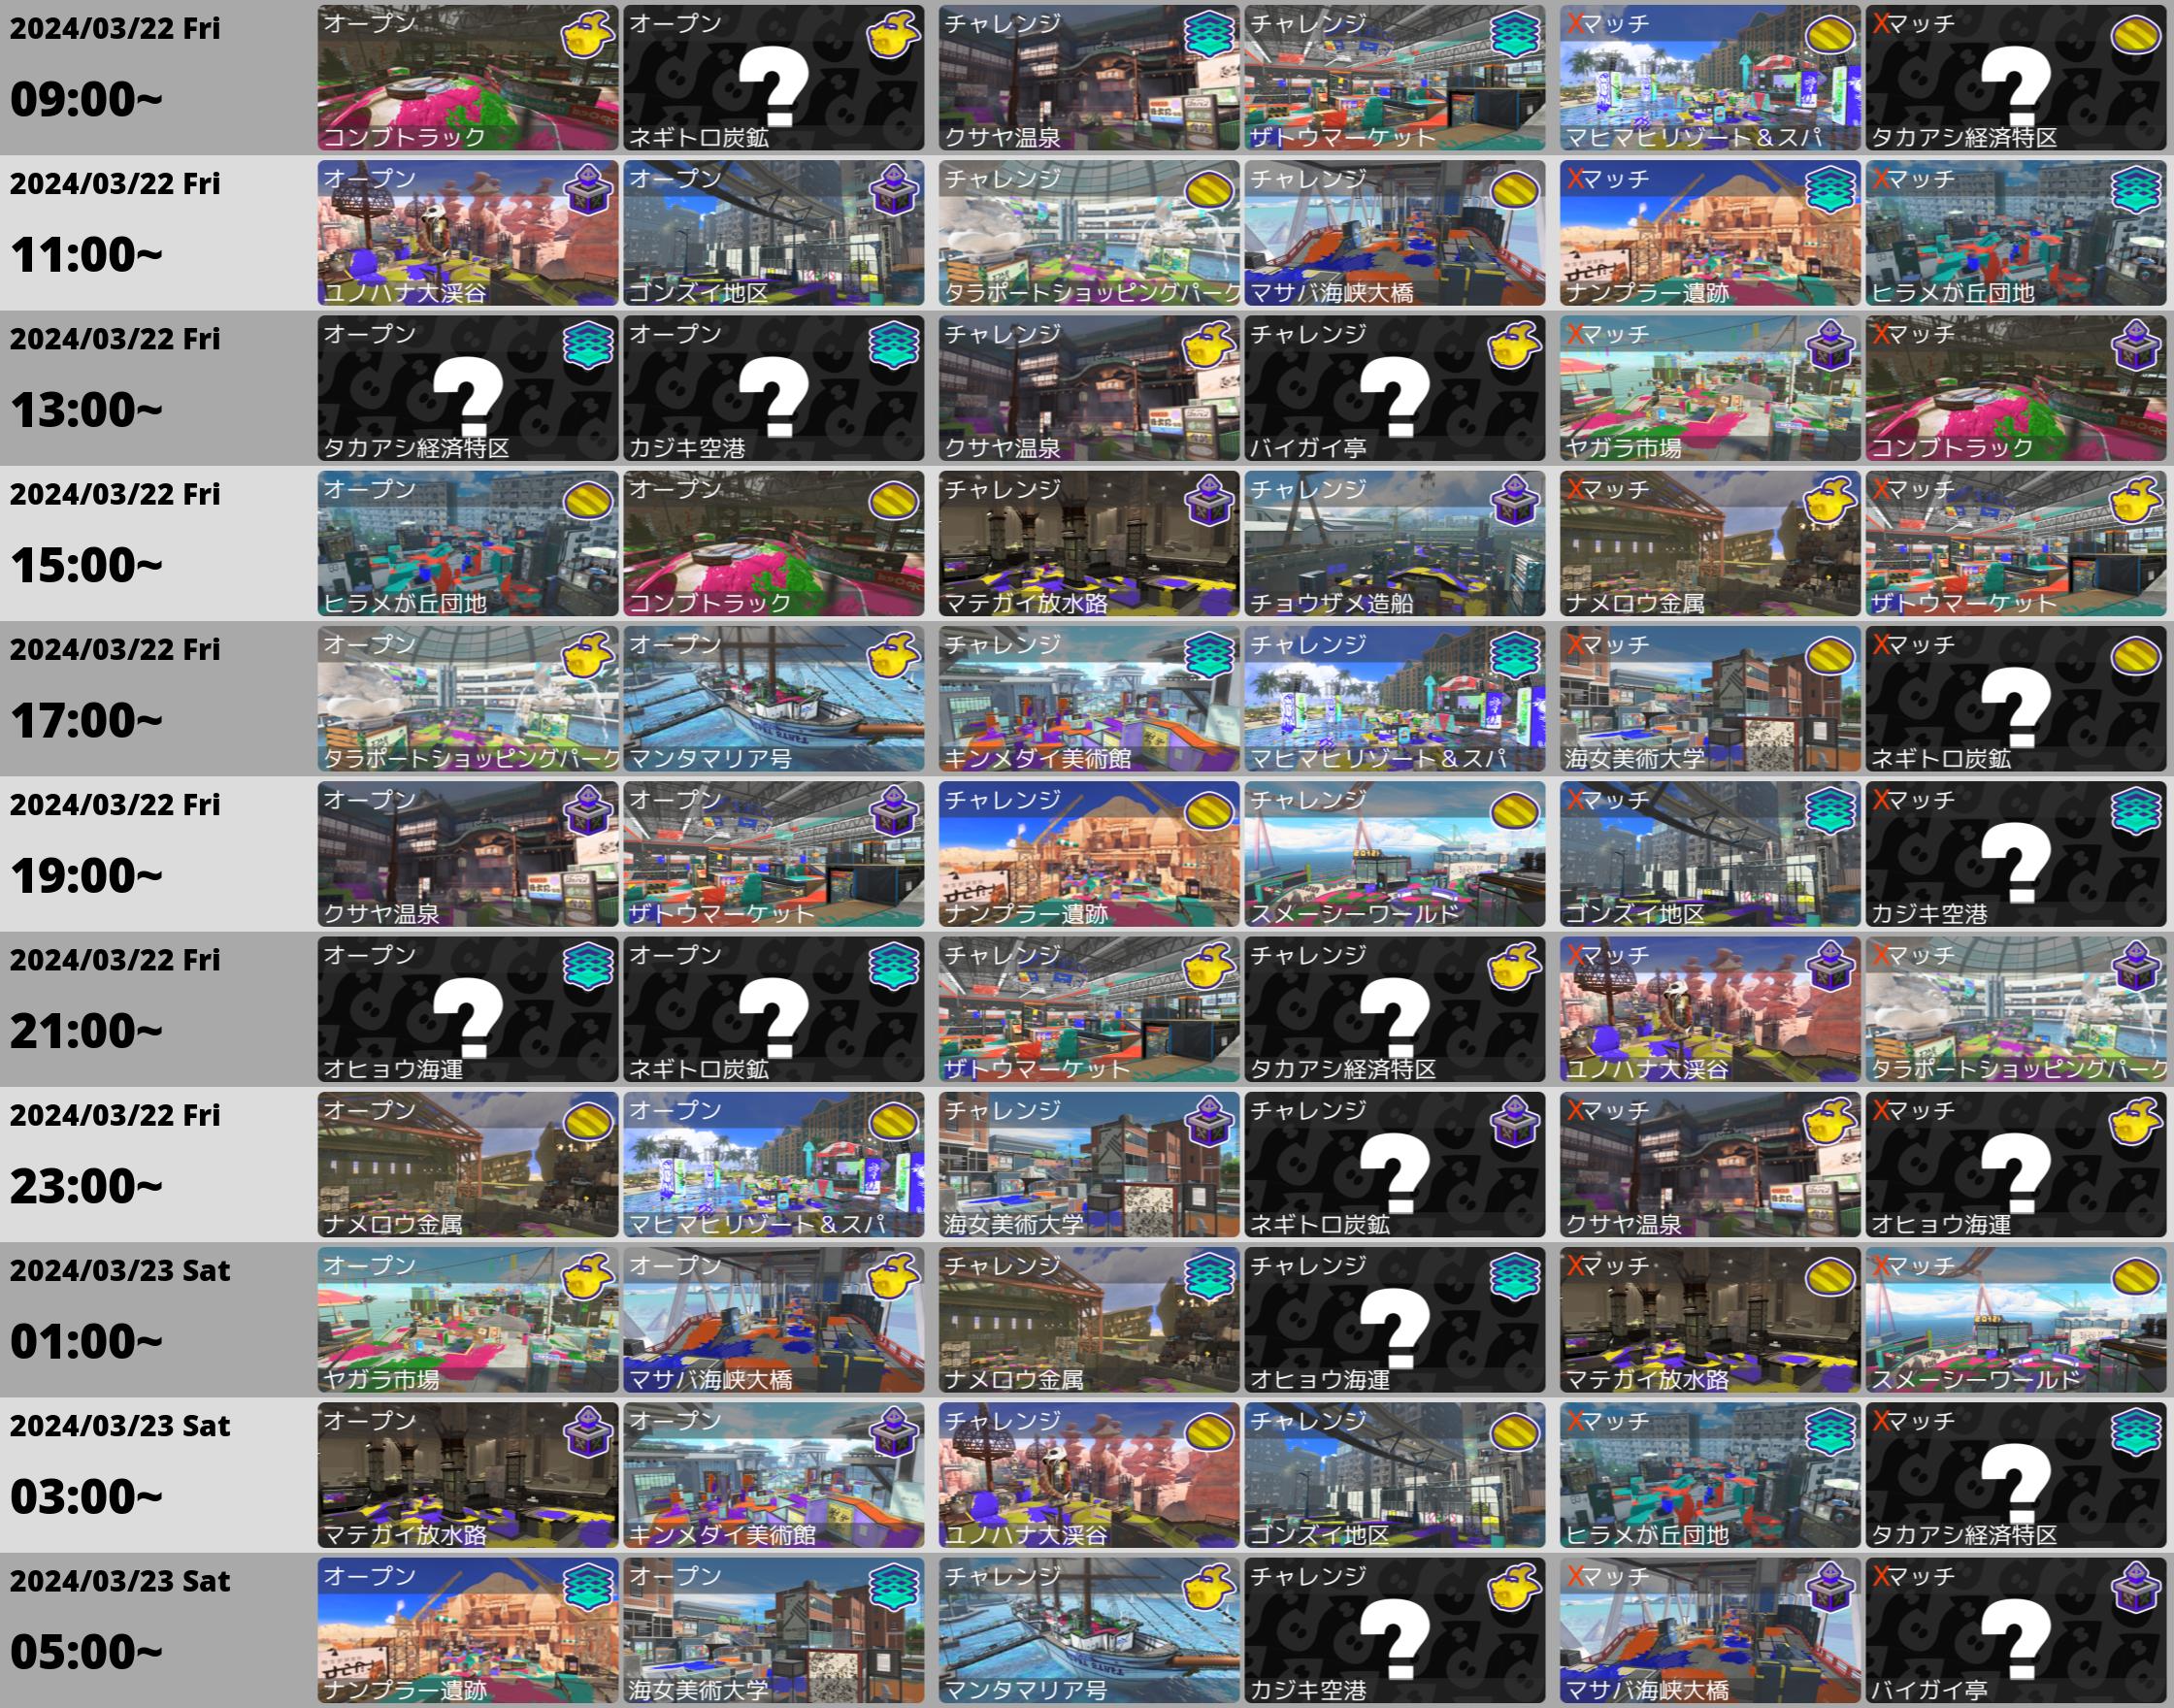 2024/03/22 Fri
09:00~
オープン
コンブトラック
オープン
ネギトロ炭鉱
チャレンジ
クサヤ温泉
チャレンジ
ザトウマーケット
Xマッチ
マヒマヒリゾート＆スパ
Xマッチ
タカアシ経済特区
2024/03/22 Fri
11:00~
オープン
ユノハナ大渓谷
オープン
ゴンズイ地区
チャレンジ
タラポートショッピングパーク
チャレンジ
マサバ海峡大橋
Xマッチ
ナンプラー遺跡
Xマッチ
ヒラメが丘団地
2024/03/22 Fri
13:00~
オープン
タカアシ経済特区
オープン
カジキ空港
チャレンジ
クサヤ温泉
チャレンジ
バイガイ亭
Xマッチ
ヤガラ市場
Xマッチ
コンブトラック
2024/03/22 Fri
15:00~
オープン
ヒラメが丘団地
オープン
コンブトラック
チャレンジ
マテガイ放水路
チャレンジ
チョウザメ造船
Xマッチ
ナメロウ金属
Xマッチ
ザトウマーケット
2024/03/22 Fri
17:00~
オープン
タラポートショッピングパーク
オープン
マンタマリア号
チャレンジ
キンメダイ美術館
チャレンジ
マヒマヒリゾート＆スパ
Xマッチ
海女美術大学
Xマッチ
ネギトロ炭鉱
2024/03/22 Fri
19:00~
オープン
クサヤ温泉
オープン
ザトウマーケット
チャレンジ
ナンプラー遺跡
チャレンジ
スメーシーワールド
Xマッチ
ゴンズイ地区
Xマッチ
カジキ空港
2024/03/22 Fri
21:00~
オープン
オヒョウ海運
オープン
ネギトロ炭鉱
チャレンジ
ザトウマーケット
チャレンジ
タカアシ経済特区
Xマッチ
ユノハナ大渓谷
Xマッチ
タラポートショッピングパーク
2024/03/22 Fri
23:00~
オープン
ナメロウ金属
オープン
マヒマヒリゾート＆スパ
チャレンジ
海女美術大学
チャレンジ
ネギトロ炭鉱
Xマッチ
クサヤ温泉
Xマッチ
オヒョウ海運
2024/03/23 Sat
01:00~
オープン
ヤガラ市場
オープン
マサバ海峡大橋
チャレンジ
ナメロウ金属
チャレンジ
オヒョウ海運
Xマッチ
マテガイ放水路
Xマッチ
スメーシーワールド
2024/03/23 Sat
03:00~
オープン
マテガイ放水路
オープン
キンメダイ美術館
チャレンジ
ユノハナ大渓谷
チャレンジ
ゴンズイ地区
Xマッチ
ヒラメが丘団地
Xマッチ
タカアシ経済特区
2024/03/23 Sat
05:00~
オープン
ナンプラー遺跡
オープン
海女美術大学
チャレンジ
マンタマリア号
チャレンジ
カジキ空港
Xマッチ
マサバ海峡大橋
Xマッチ
バイガイ亭